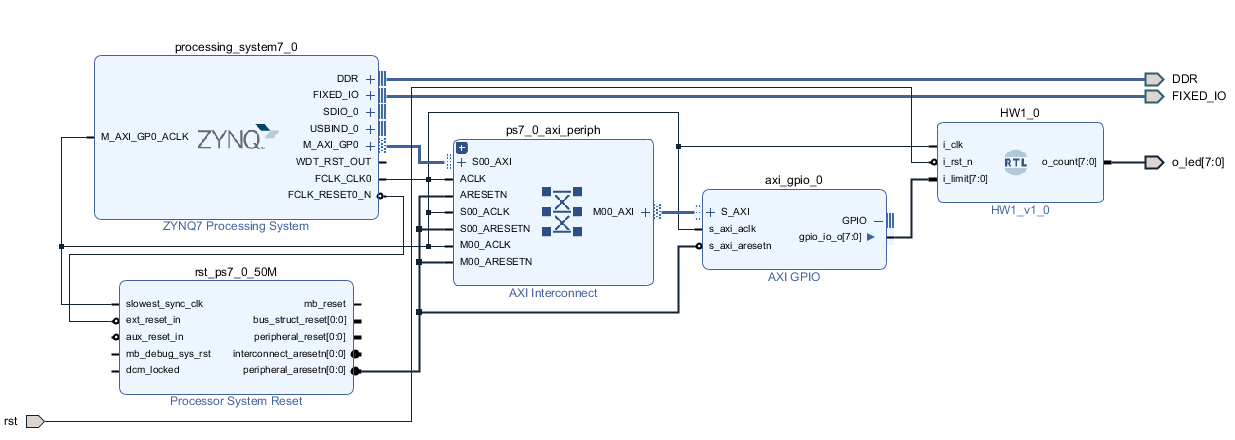 processing_system7_0
DDR
FIXED_IO
SDIO_0
USBIND_0
M_AXI_GP0_ACLK
ZYNQ
M_AXI_GP0
WDT_RST_OUT
FCLK_CLK0
FCLK_RESET0_N
ZYNQ7 Processing System
rst_ps7_0_50M
slowest_sync_clk
mb_reset
ext_reset_in
bus_struct_reset[0:0]
aux_reset_in
peripheral_reset[0:0]
mb_debug_sys_rst
interconnect_aresetn[0:0]
dcm_locked
peripheral_aresetn[0:0]
Processor System Reset
rst
ps7_0_axi_periph
S00_AXI
ACLK
ARESETN
S00_ACLK
M00_AXI
S00_ARESETN
M00_ACLK
M00_ARESETN
AXI Interconnect
axi_gpio_0
S_AXI
GPIO
s_axi_aclk
gpio_io_o[7:0]
s_axi_aresetn
AXI GPIO
HW1_0
i_clk
i_rst_n
RTL
o_count[7:0]
i_limit[7:0]
HW1_v1_0
DDR
FIXED_IO
o_led[7:0]